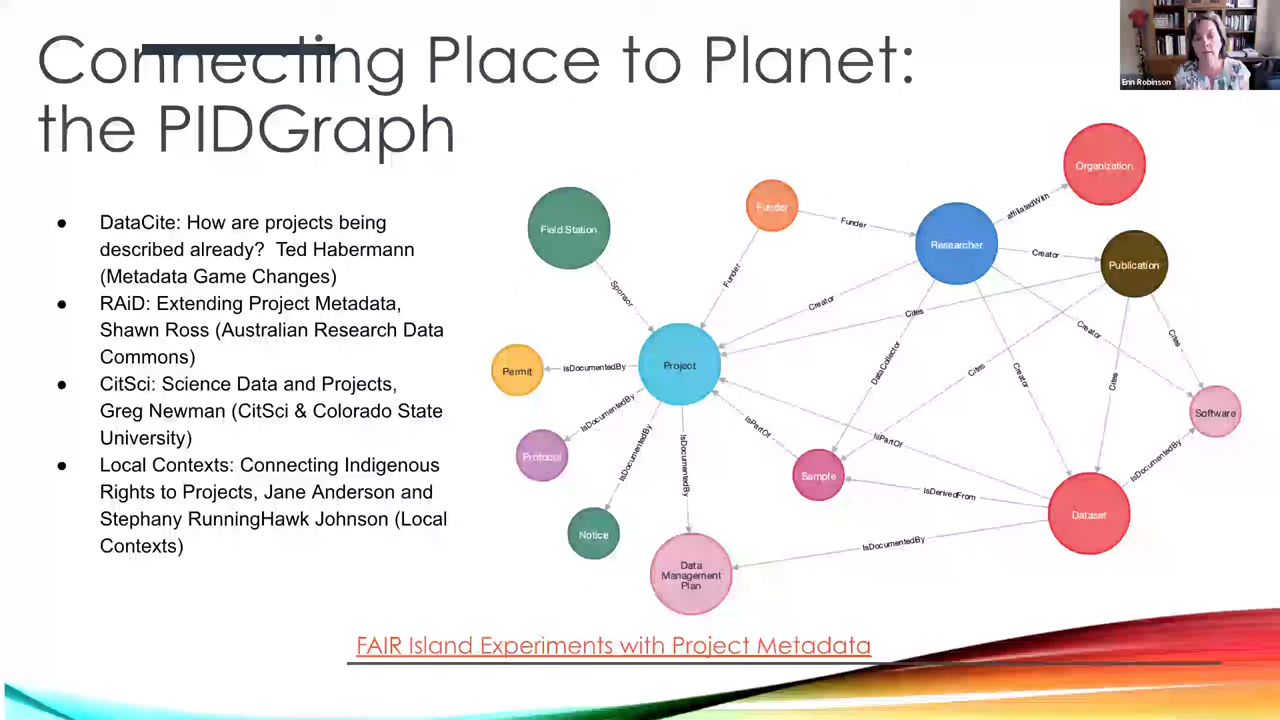 Connecting Place to Planet:
the PIDGraph
Erin Robinson
● DataCite: How are projects being
described already? Ted Habermann
(Metadata Game Changes)
● RAiD: Extending Project Metadata,
Shawn Ross (Australian Research Data
Commons)
● CitSci: Science Data and Projects,
Greg Newman (CitSci & Colorado State
University)
● Local Contexts: Connecting Indigenous
Rights to Projects, Jane Anderson and
Stephany RunningHawk Johnson (Local
Contexts)
Organization
affiliatedWith
Field Station
Funder
Funder
Researcher
Creator
Publication
Sponsor
Funder
Creator
Cites
Creator
Cites
Project
Permit
IsDocumentedBy
DataCollector
Cites
Creator
Cites
Software
IsDocumentedBy
Protocol
IsDocumentedBy
IsDocumentedBy
IsPartOf
IsPartOf
IsDocumentedBy
Sample
IsDerivedFrom
Dataset
Notice
IsDocumentedBy
Data
Management
Plan
FAIR Island Experiments with Project Metadata